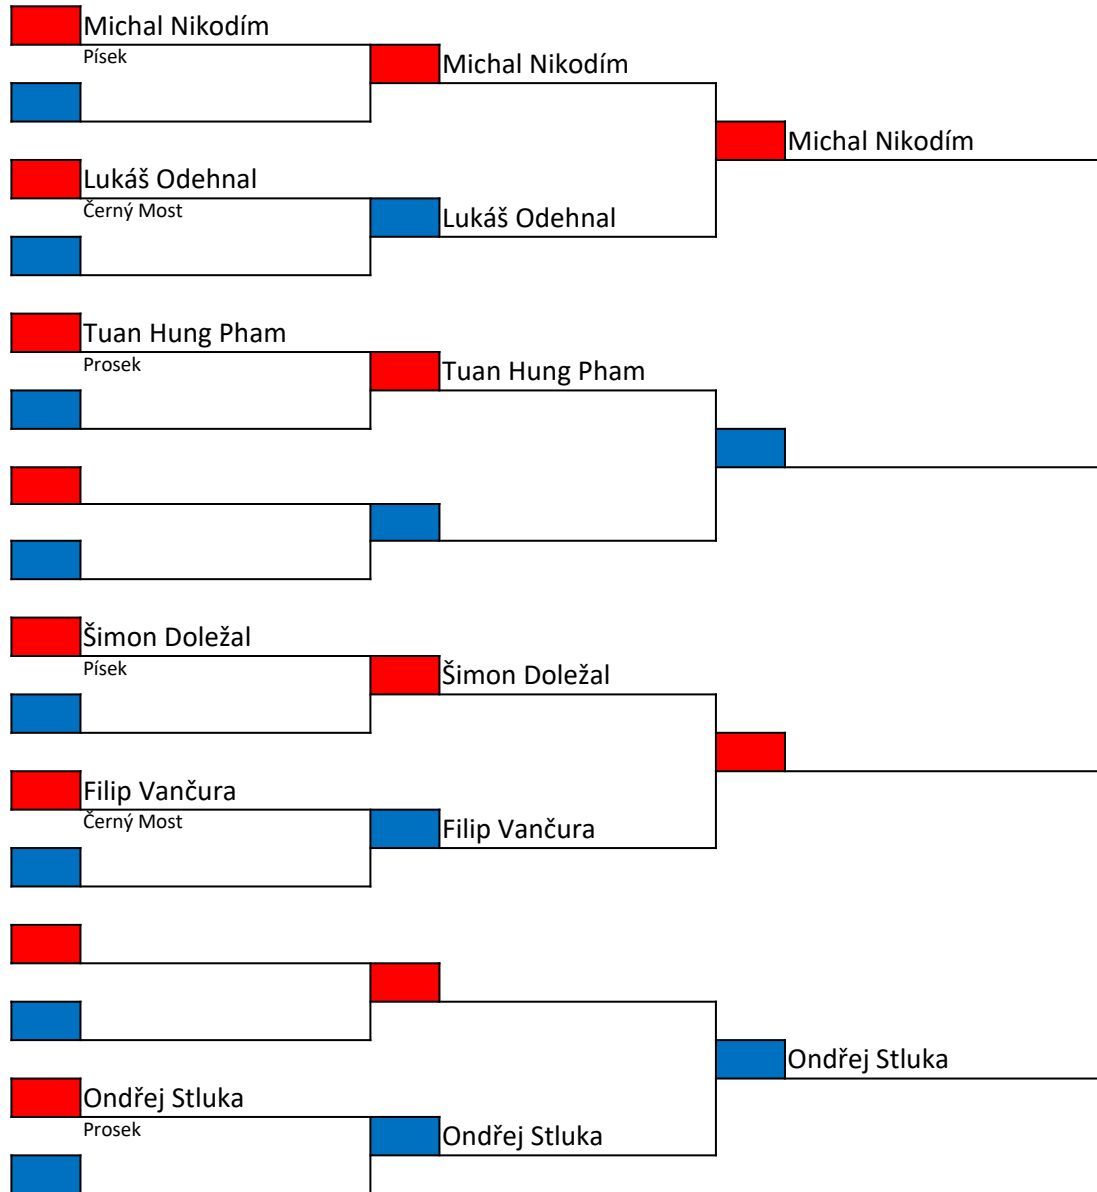 Michal Nikodím
Písek
Michal Nikodím
Michal Nikodím
Lukáš Odehnal
Černý Most
Lukáš Odehnal
Tuan Hung Pham
Prosek
Tuan Hung Pham
Šimon Doležal
Písek
Šimon Doležal
Filip Vančura
Černý Most
Filip Vančura
Ondřej Stluka
Ondřej Stluka
Prosek
Ondřej Stluka